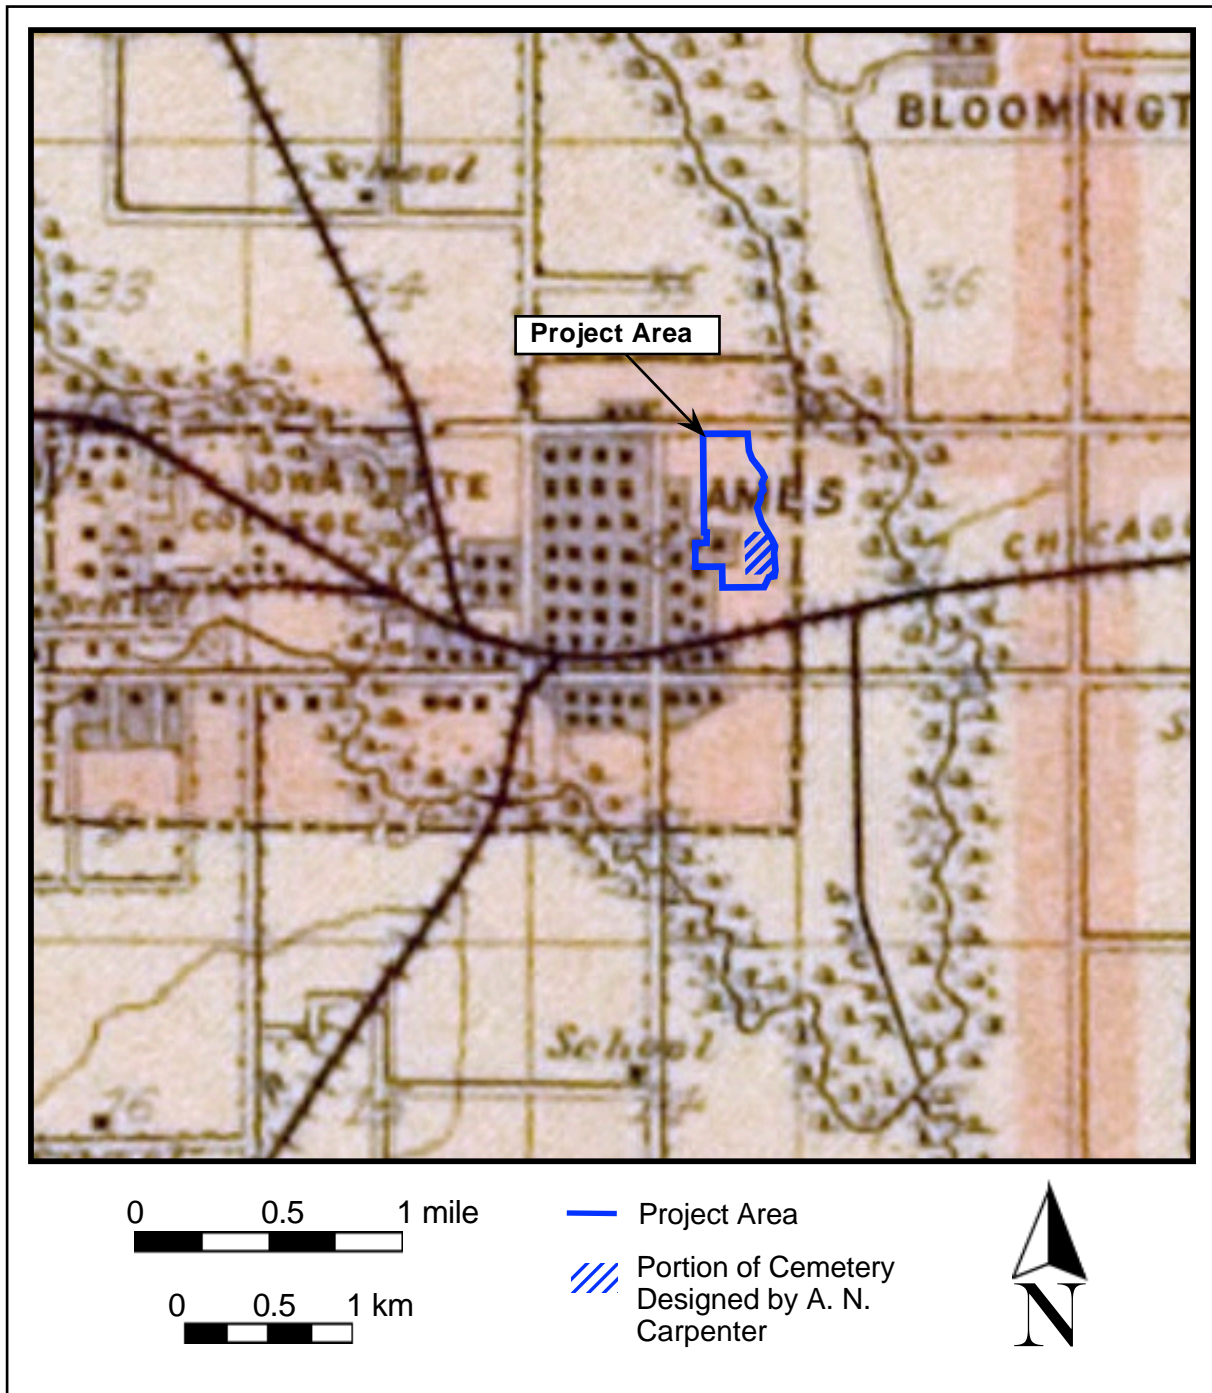 BLOOMINGT
School
33
34
35
36
Project Area
IOWA STATE
COLLEGE
AMES
CHICAGO
School
16
0 0.5 1 mile
0 0.5 1 km
Project Area
Portion of Cemetery
Designed by A. N.
Carpenter
N